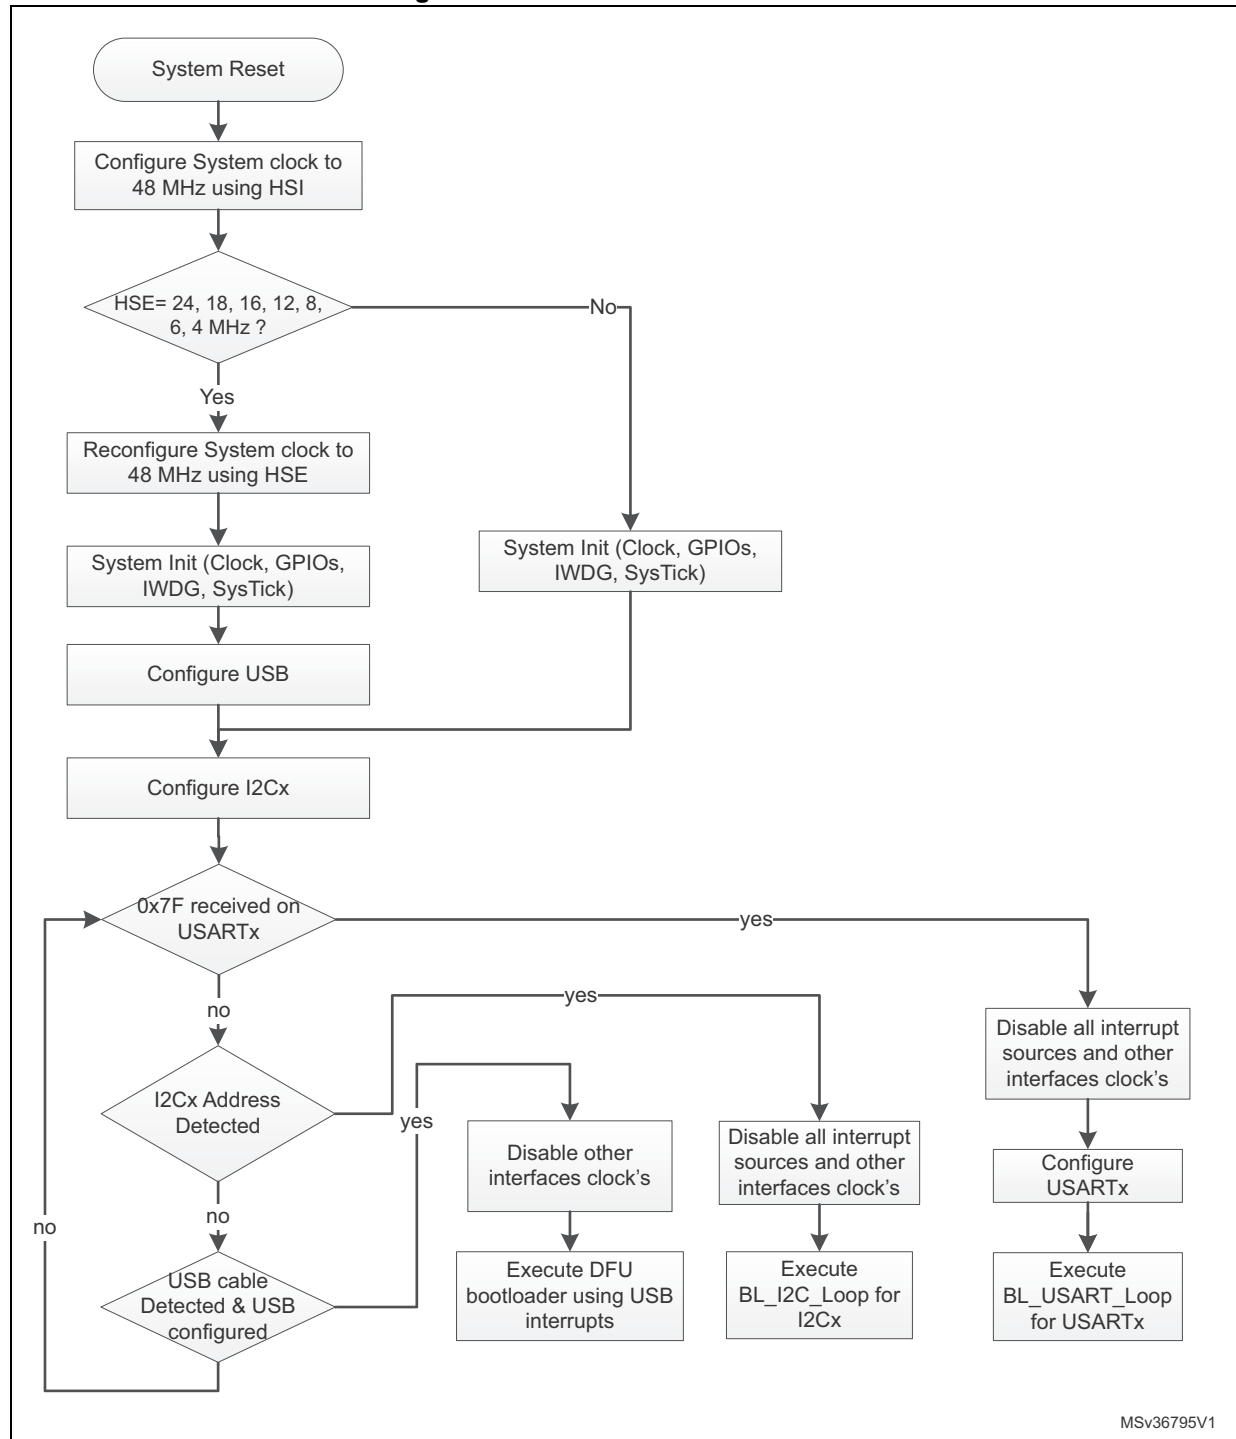 System Reset
Configure System clock to
48 MHz using HSI
HSE= 24, 18, 16, 12, 8,
6, 4 MHz ?
No
Yes
Reconfigure System clock to
48 MHz using HSE
System Init (Clock, GPIOs,
IWDG, SysTick)
System Init (Clock, GPIOs,
IWDG, SysTick)
Configure USB
Configure I2Cx
0x7F received on
USARTx
yes
no
yes
Disable all interrupt
sources and other
interfaces clock's
I2Cx Address
Detected
yes
Disable other
interfaces clock's
Disable all interrupt
sources and other
interfaces clock's
Configure
USARTx
no
no
USB cable
Detected & USB
configured
Execute DFU
bootloader using USB
interrupts
Execute
BL_I2C_Loop for
I2Cx
Execute
BL_USART_Loop
for USARTx
MSv36795V1